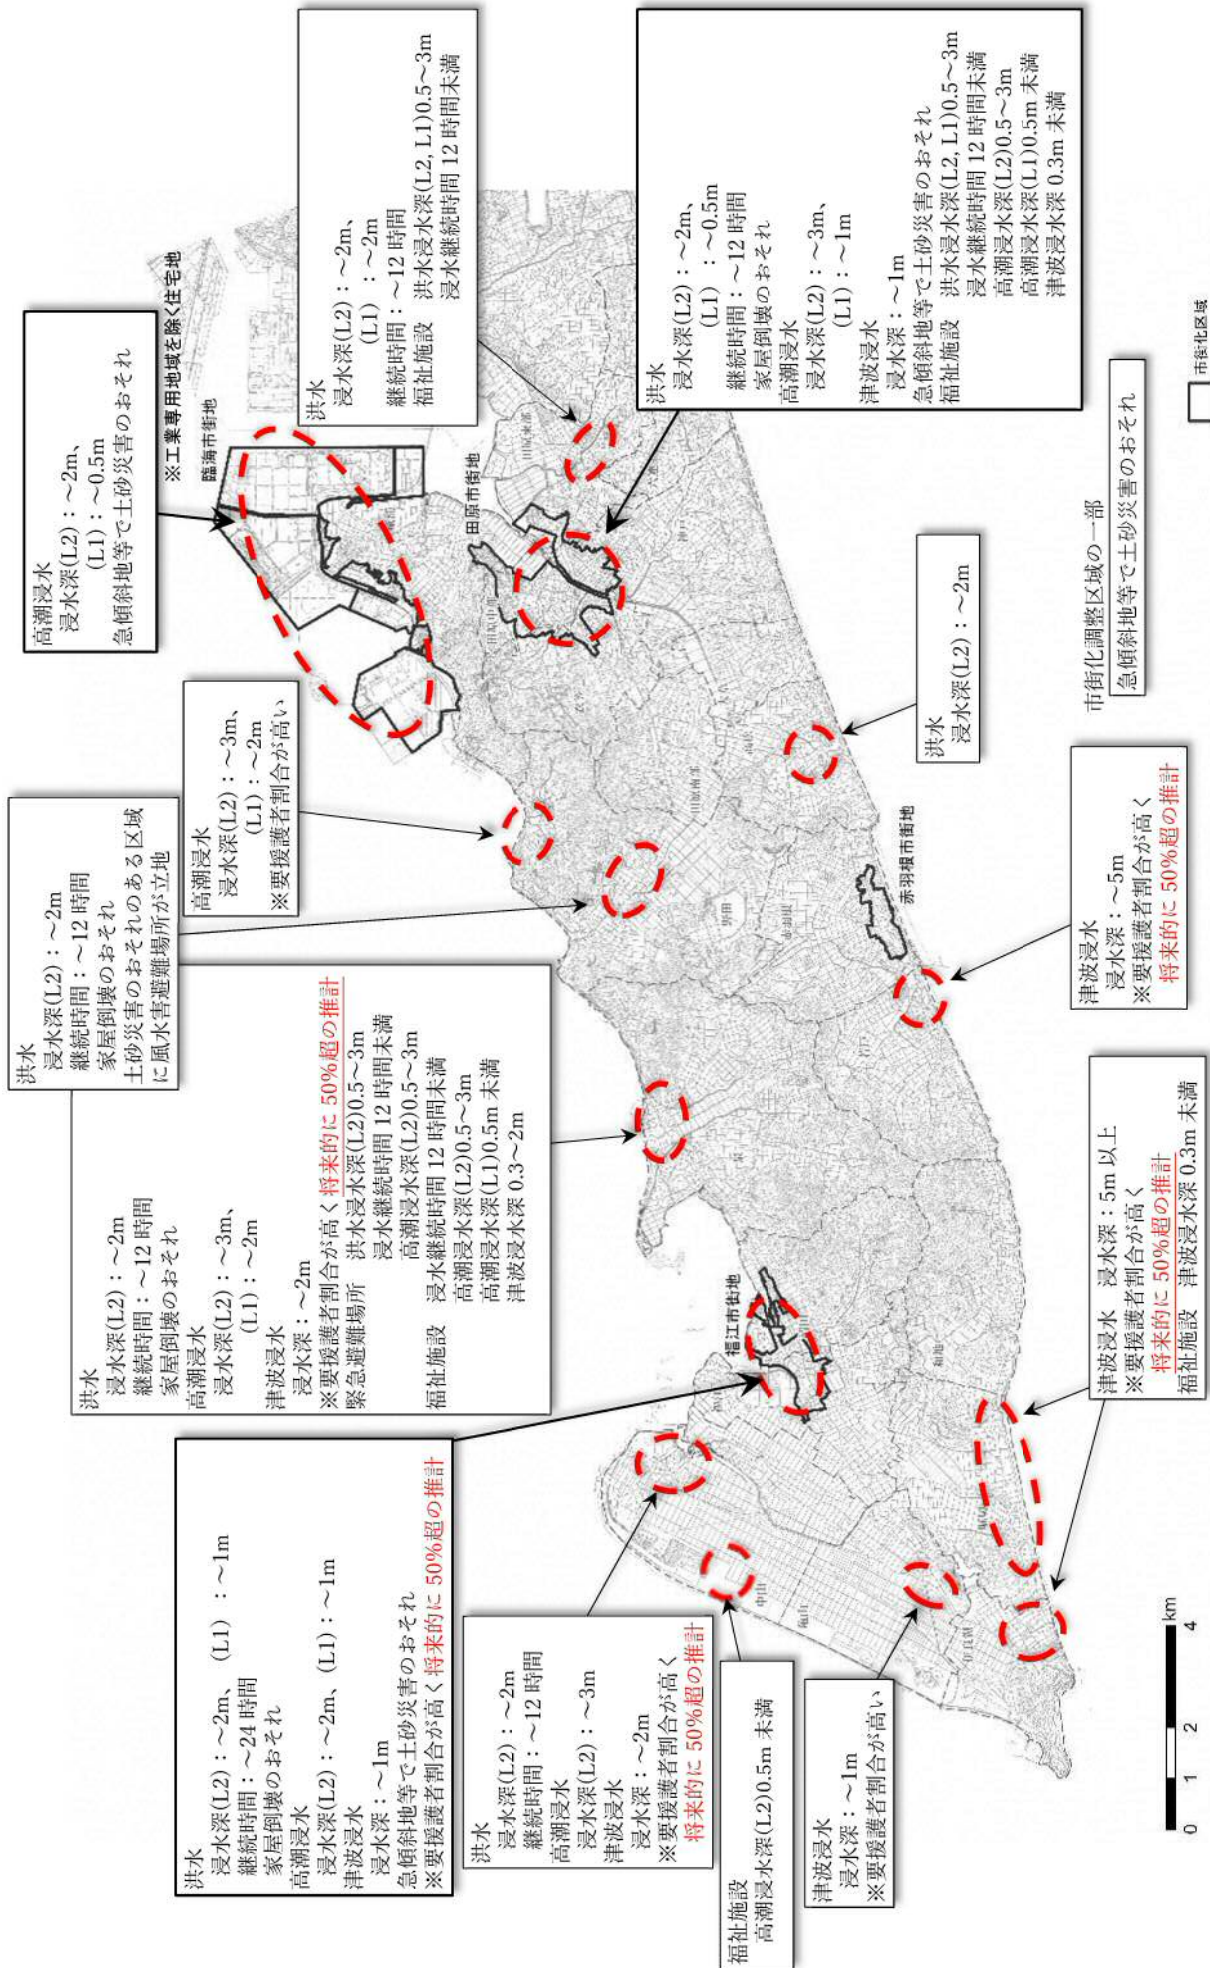 洪水
浸水深(L2)：～2m、 (L1) ：～1m
継続時間：～24時間
家屋倒壊のおそれ
高潮浸水
浸水深(L2)：～2m、(L1)：～1m
津波浸水
浸水深：～1m
急傾斜地等で土砂災害のおそれ
※要援護者割合が高く将来的に50%超の推計
洪水
浸水深(L2)：～2m
継続時間：～12時間
家屋倒壊のおそれ
高潮浸水
浸水深(L2)：～3m、
(L1)：～2m
津波浸水
浸水深：～2m
※要援護者割合が高く将来的に50%超の推計
緊急避難場所 洪水浸水深(L2)0.5～3m
浸水継続時間12時間未満
高潮浸水深(L2)0.5～3m
福祉施設 浸水継続時間12時間未満
高潮浸水深(L2)0.5～3m
高潮浸水深(L1)0.5m未満
津波浸水深0.3～2m
洪水
浸水深(L2)：～2m
継続時間：～12時間
家屋倒壊のおそれ
土砂災害のおそれのある区域
に風水害避難場所が立地
高潮浸水
浸水深(L2)：～3m、
(L1)：～2m
※要援護者割合が高い
高潮浸水
浸水深(L2)：～2m、
(L1)：～0.5m
急傾斜地等で土砂災害のおそれ
※工業専用地域を除く住宅地
臨海市街地
洪水
浸水深(L2)：～2m、
(L1)：～2m
継続時間：～12時間
福祉施設 洪水浸水深(L2, L1)0.5～3m
浸水継続時間12時間未満
田原市街地
洪水
浸水深(L2)：～2m、
(L1) ：～0.5m
継続時間：～12時間
家屋倒壊のおそれ
高潮浸水
浸水深(L2)：～3m、
(L1)：～1m
津波浸水
浸水深：～1m
急傾斜地等で土砂災害のおそれ
福祉施設 洪水浸水深(L2, L1)0.5～3m
浸水継続時間12時間未満
高潮浸水深(L2)0.5～3m
高潮浸水深(L1)0.5m未満
津波浸水深0.3m未満
福江市街地
洪水
浸水深(L2)：～2m
継続時間：～12時間
高潮浸水
浸水深(L2)：～3m
津波浸水
浸水深：～2m
※要援護者割合が高く
将来的に50%超の推計
福祉施設
高潮浸水深(L2)0.5m未満
津波浸水
浸水深：～1m
※要援護者割合が高い
中山
亀山
伊良湖
堀切
和地
田原東部
田原中部
神戸
田原南部
高松
野田
赤羽根
若戸
泉
赤羽根市街地
洪水
浸水深(L2)：～2m
津波浸水 浸水深：5m以上
※要援護者割合が高く
将来的に50%超の推計
福祉施設 津波浸水深0.3m未満
津波浸水
浸水深：～5m
※要援護者割合が高く
将来的に50%超の推計
市街化調整区域の一部
急傾斜地等で土砂災害のおそれ
市街化区域
0 1 2 4
km